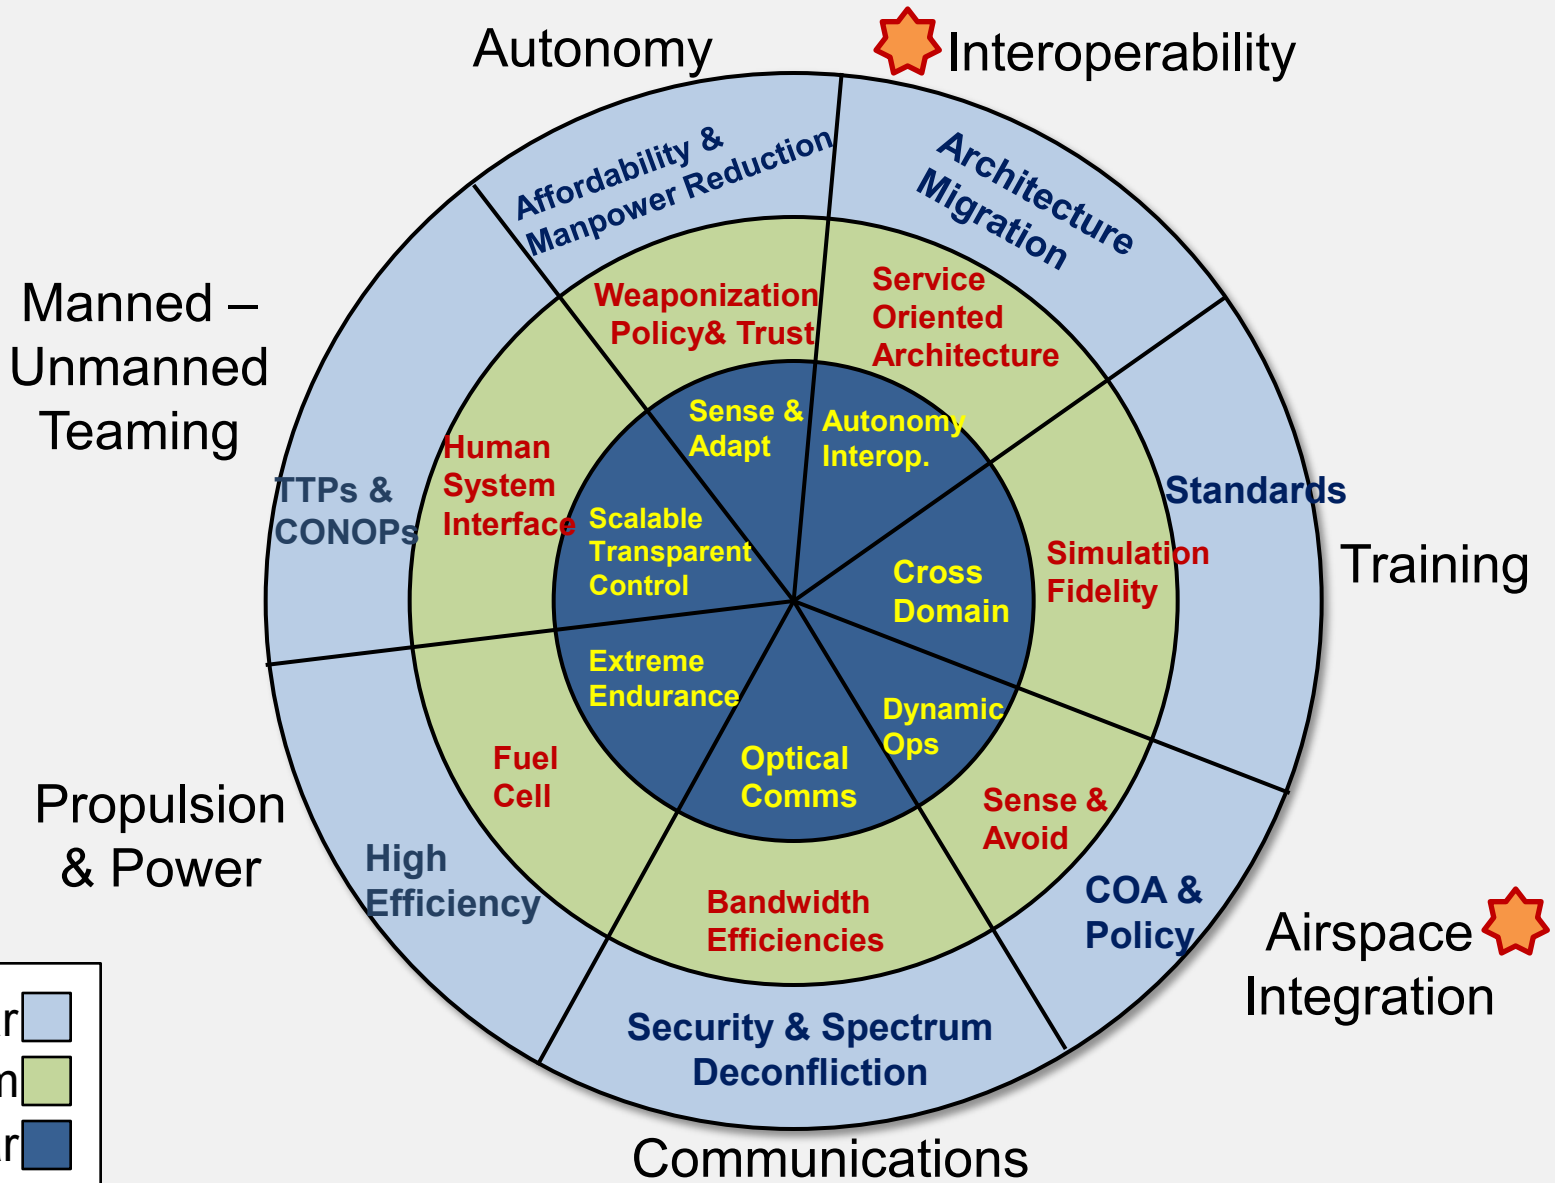 Autonomy
Interoperability
Affordability &
Manpower Reduction
Architecture
Migration
Weaponization
Policy& Trust
Service
Oriented
Architecture
Manned –
Unmanned
Teaming
Sense &
Adapt
Autonomy
Interop.
Human
System
Interface
TTPs &
CONOPs
Standards
Scalable
Transparent
Control
Cross
Domain
Simulation
Fidelity
Training
Extreme
Endurance
Dynamic
Ops
Fuel
Cell
Optical
Comms
Sense &
Avoid
Propulsion
& Power
High
Efficiency
Bandwidth
Efficiencies
COA &
Policy
Airspace
Integration
Security & Spectrum
Deconfliction
Communications